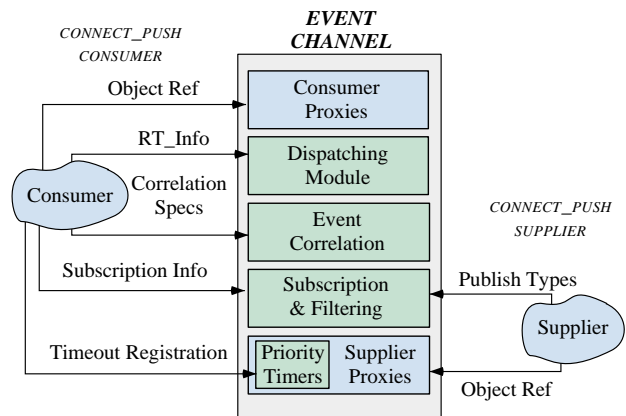 EVENT
CHANNEL
CONNECT_PUSH
CONSUMER
Object Ref
Consumer
Proxies
RT_Info
Dispatching
Module
Consumer
Correlation
Specs
Event
Correlation
CONNECT_PUSH
SUPPLIER
Subscription Info
Subscription
& Filtering
Publish Types
Supplier
Timeout Registration
Priority
Timers
Supplier
Proxies
Object Ref